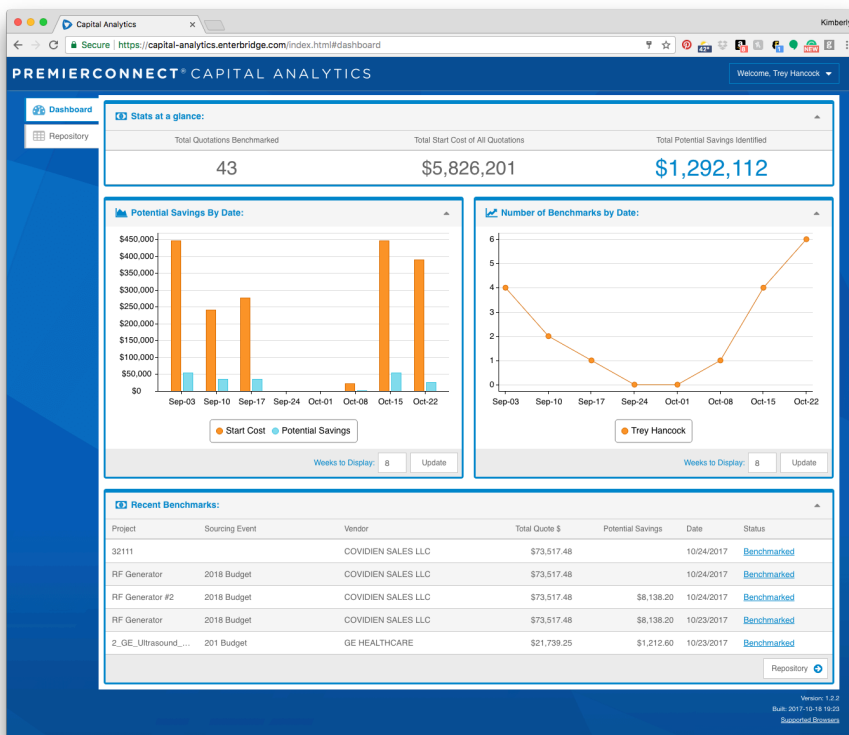 Capital Analytics
Kimberly
Secure | https://capital-analytics.enterbridge.com/index.html#dashboard
42°
NEW
PREMIERCONNECT® CAPITAL ANALYTICS
Welcome, Trey Hancock
Dashboard
Repository
Stats at a glance:
Total Quotations Benchmarked Total Start Cost of All Quotations Total Potential Savings Identified
43 $5,826,201 $1,292,112
Potential Savings By Date:
$450,000
$400,000
$350,000
$300,000
$250,000
$200,000
$150,000
$100,000
$50,000
$0
Sep-03 Sep-10 Sep-17 Sep-24 Oct-01 Oct-08 Oct-15 Oct-22
Start Cost Potential Savings
Weeks to Display: 8 Update
Number of Benchmarks by Date:
6
5
4
3
2
1
0
Sep-03 Sep-10 Sep-17 Sep-24 Oct-01 Oct-08 Oct-15 Oct-22
Trey Hancock
Weeks to Display: 8 Update
Recent Benchmarks:
Project Sourcing Event Vendor Total Quote $ Potential Savings Date Status
32111 COVIDIEN SALES LLC $73,517.48 10/24/2017 Benchmarked
RF Generator 2018 Budget COVIDIEN SALES LLC $73,517.48 10/24/2017 Benchmarked
RF Generator #2 2018 Budget COVIDIEN SALES LLC $73,517.48 $8,138.20 10/24/2017 Benchmarked
RF Generator 2018 Budget COVIDIEN SALES LLC $73,517.48 $8,138.20 10/23/2017 Benchmarked
2_GE_Ultrasound_... 201 Budget GE HEALTHCARE $21,739.25 $1,212.60 10/23/2017 Benchmarked
Repository
Version: 1.2.2
Built: 2017-10-18 19:23
Supported Browsers